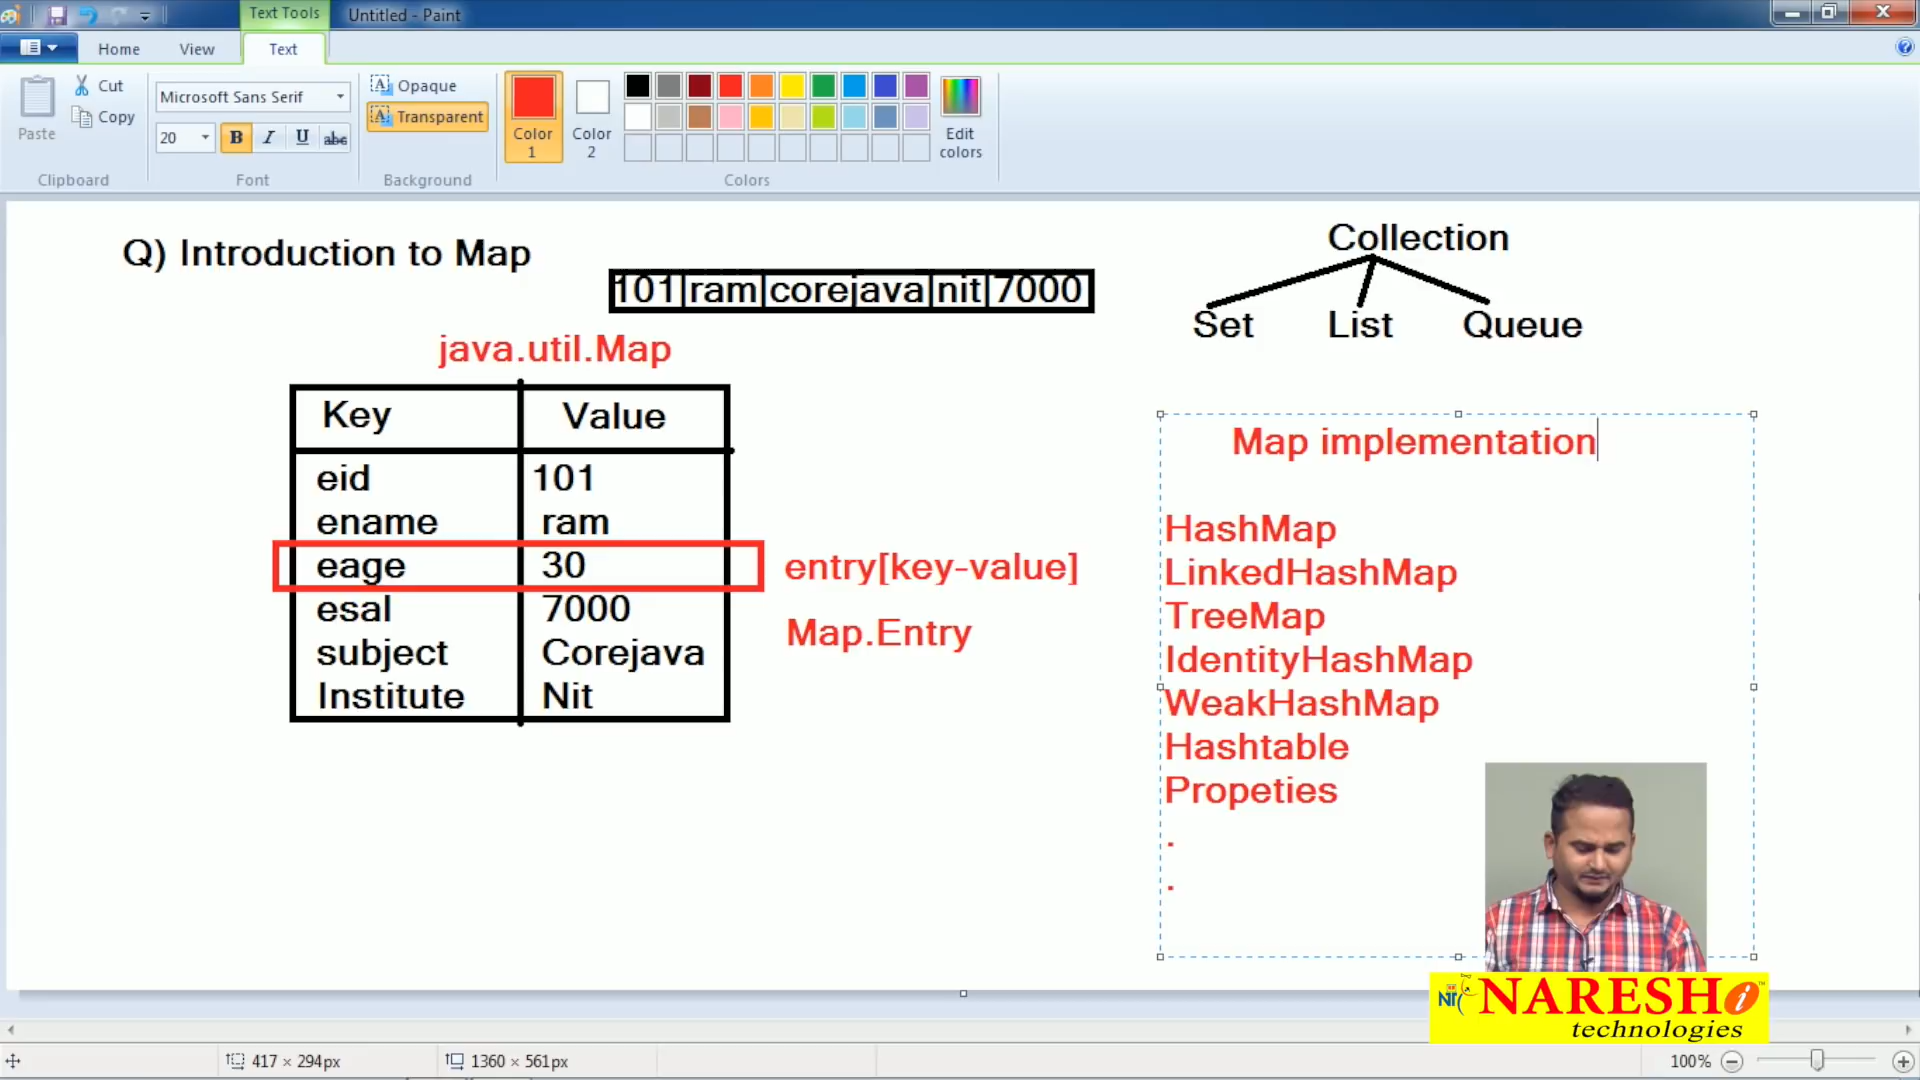 Text Tools
Untitled - Paint
Home
View
Text
Paste
Cut
Copy
Clipboard
Microsoft Sans Serif
20
B
I
U
abc
Font
Opaque
Transparent
Background
Color 1
Color 2
Edit colors
Colors
Q) Introduction to Map
101|ram|corejava|nit|7000
Collection
Set List Queue
java.util.Map
Key Value
eid 101
ename ram
eage 30
esal 7000
subject Corejava
Institute Nit
entry[key-value]
Map.Entry
Map implementation
HashMap
LinkedHashMap
TreeMap
IdentityHashMap
WeakHashMap
Hashtable
Propeties
.
.
NIT
NARESH i
technologies
417 × 294px
1360 × 561px
100%